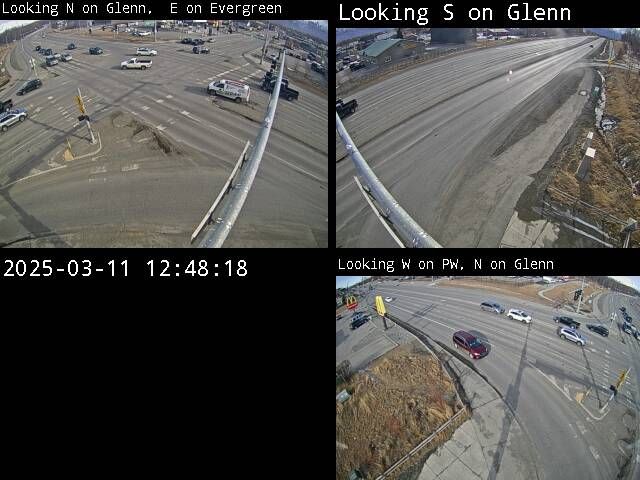 Looking N on Glenn, E on Evergreen
Looking S on Glenn
2025-03-11 12:48:18
Looking W on PW, N on Glenn